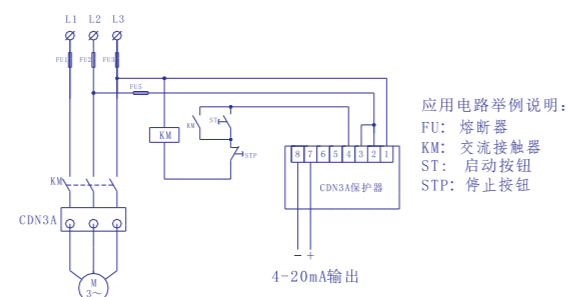 L1 L2 L3
FU1 FU2 FU3
FU5
KM
KM
ST
STP
8 7 6 5 4 3 2 1
CDN3A保护器
KM
CDN3A
M
3~
- +
4-20mA输出
应用电路举例说明:
FU: 熔断器
KM: 交流接触器
ST: 启动按钮
STP: 停止按钮